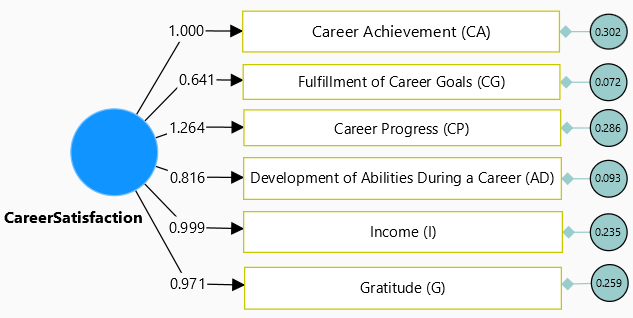 1.000 Career Achievement (CA) 0.302
0.641 Fulfillment of Career Goals (CG) 0.072
1.264 Career Progress (CP) 0.286
0.816 Development of Abilities During a Career (AD) 0.093
CareerSatisfaction
0.999 Income (I) 0.235
0.971 Gratitude (G) 0.259